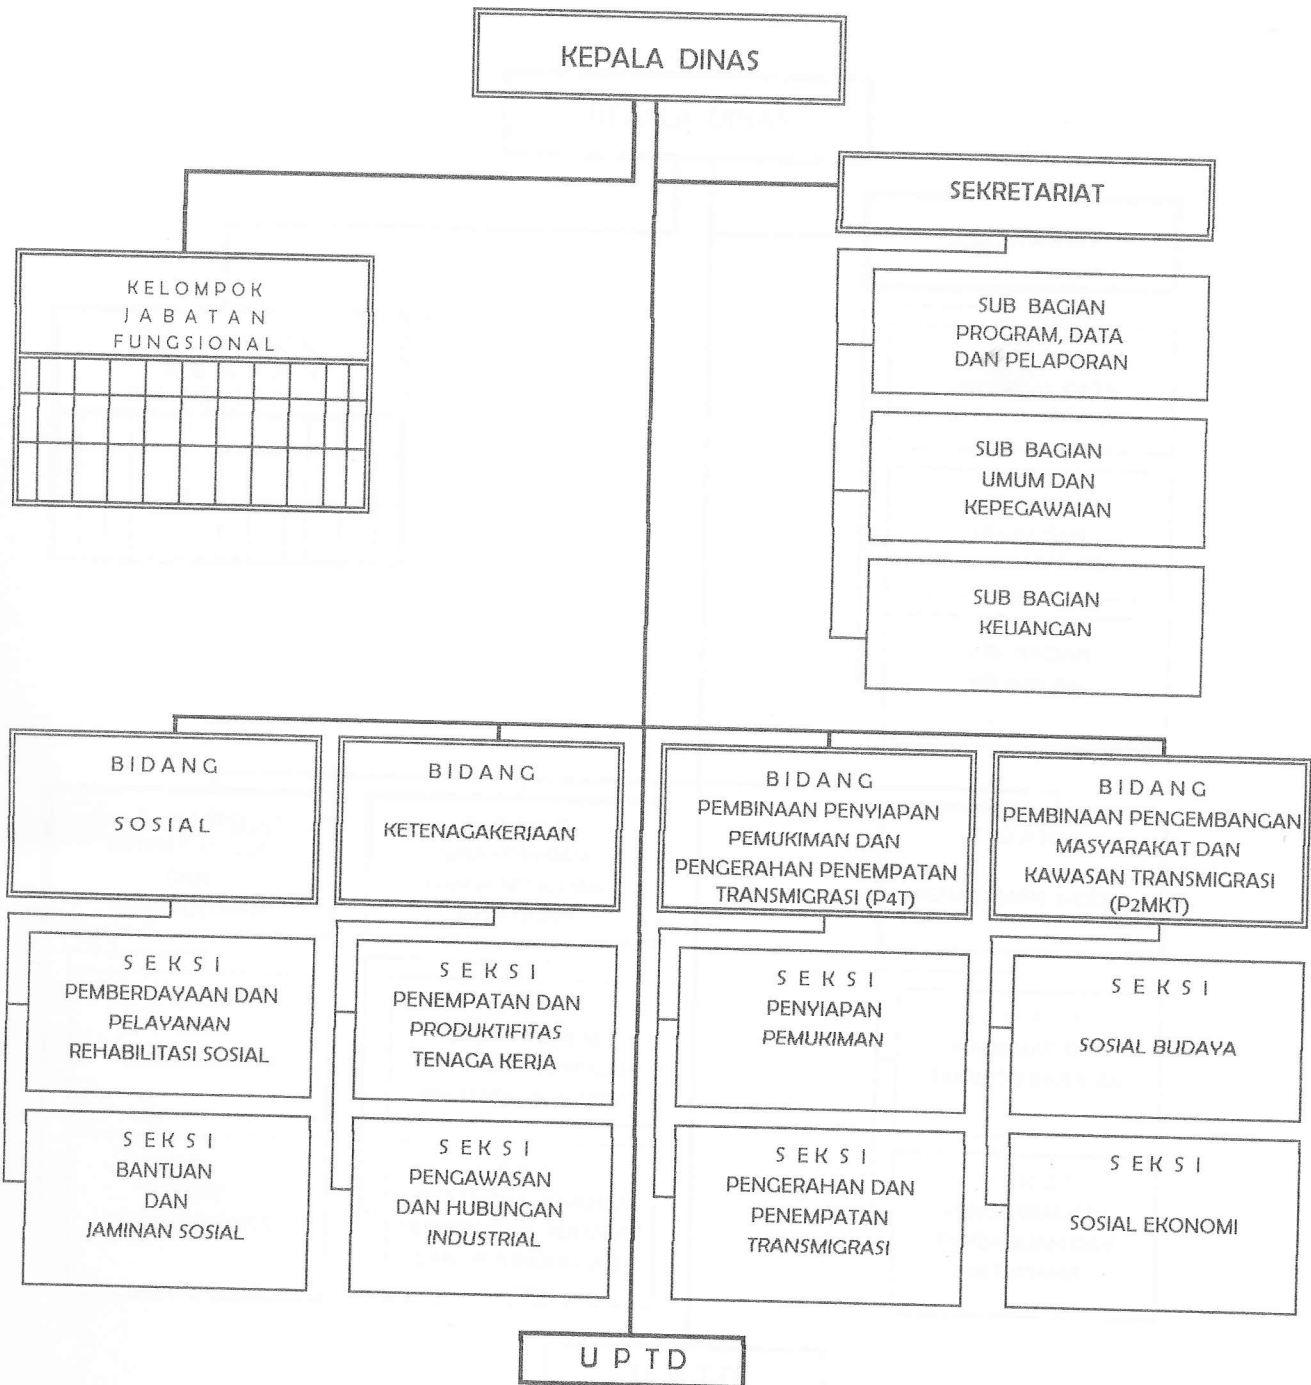 KEPALA DINAS
SEKRETARIAT
KELOMPOK
JABATAN
FUNGSIONAL
SUB BAGIAN
PROGRAM, DATA
DAN PELAPORAN
SUB BAGIAN
UMUM DAN
KEPEGAWAIAN
SUB BAGIAN
KEUANGAN
BIDANG
SOSIAL
BIDANG
KETENAGAKERJAAN
BIDANG
PEMBINAAN PENYIAPAN
PEMUKIMAN DAN
PENGERAHAN PENEMPATAN
TRANSMIGRASI (P4T)
BIDANG
PEMBINAAN PENGEMBANGAN
MASYARAKAT DAN
KAWASAN TRANSMIGRASI
(P2MKT)
SEKSI
PEMBERDAYAAN DAN
PELAYANAN
REHABILITASI SOSIAL
SEKSI
PENEMPATAN DAN
PRODUKTIFITAS
TENAGA KERJA
SEKSI
PENYIAPAN
PEMUKIMAN
SEKSI
SOSIAL BUDAYA
SEKSI
BANTUAN
DAN
JAMINAN SOSIAL
SEKSI
PENGAWASAN
DAN HUBUNGAN
INDUSTRIAL
SEKSI
PENGERAHAN DAN
PENEMPATAN
TRANSMIGRASI
SEKSI
SOSIAL EKONOMI
UPTD